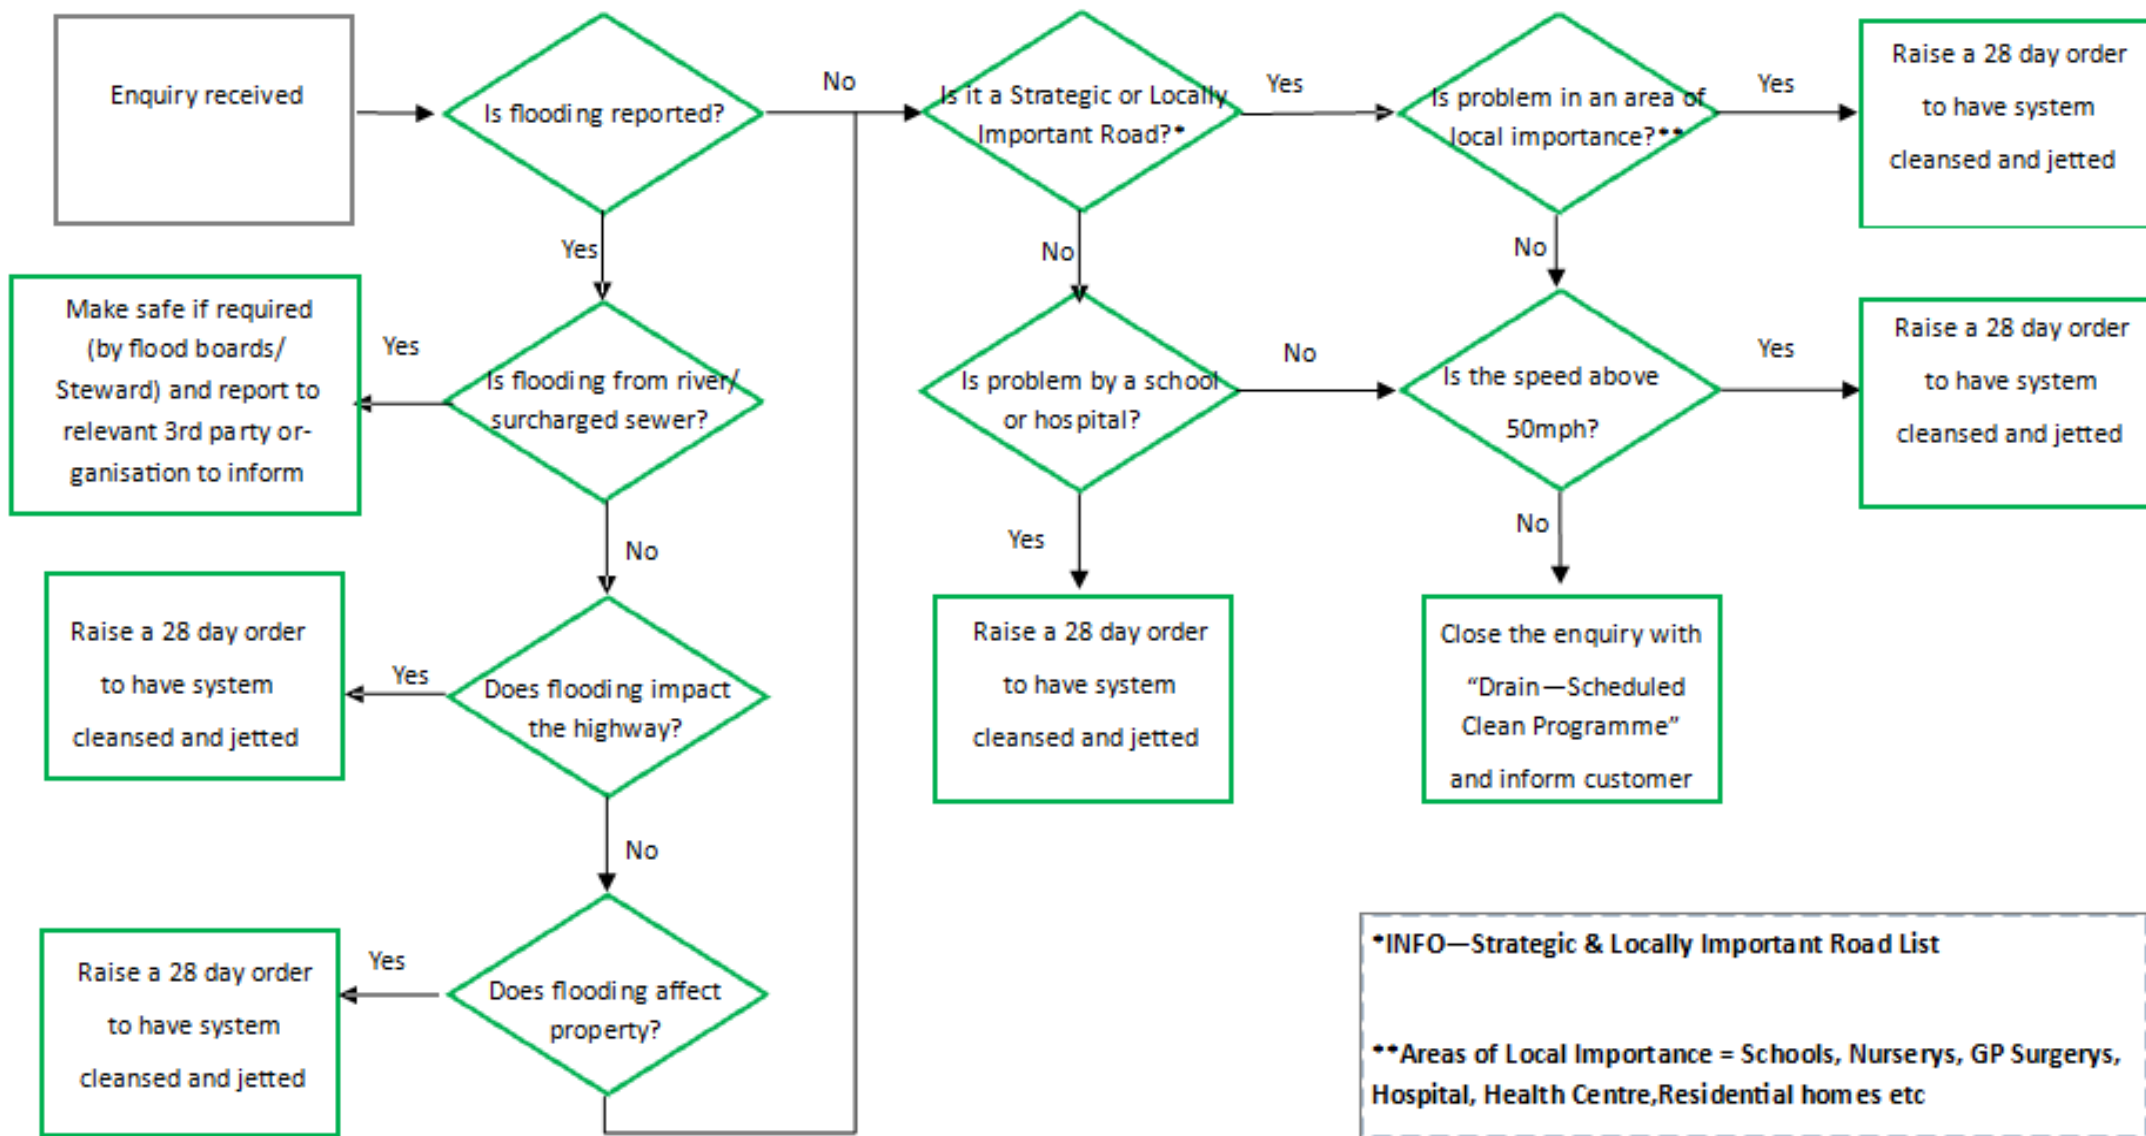 Enquiry received
Is flooding reported?
No
Is it a Strategic or Locally
Important Road?*
Yes
Is problem in an area of
local importance?**
Yes
Raise a 28 day order
to have system
cleansed and jetted
Yes
No
No
Make safe if required
(by flood boards/
Steward) and report to
relevant 3rd party or-
ganisation to inform
Yes
Is flooding from river/
surcharged sewer?
Is problem by a school
or hospital?
No
Is the speed above
50mph?
Yes
Raise a 28 day order
to have system
cleansed and jetted
No
Yes
No
Raise a 28 day order
to have system
cleansed and jetted
Yes
Does flooding impact
the highway?
Raise a 28 day order
to have system
cleansed and jetted
Close the enquiry with
“Drain—Scheduled
Clean Programme”
and inform customer
No
Raise a 28 day order
to have system
cleansed and jetted
Yes
Does flooding affect
property?
*INFO—Strategic & Locally Important Road List
**Areas of Local Importance = Schools, Nurserys, GP Surgerys,
Hospital, Health Centre,Residential homes etc